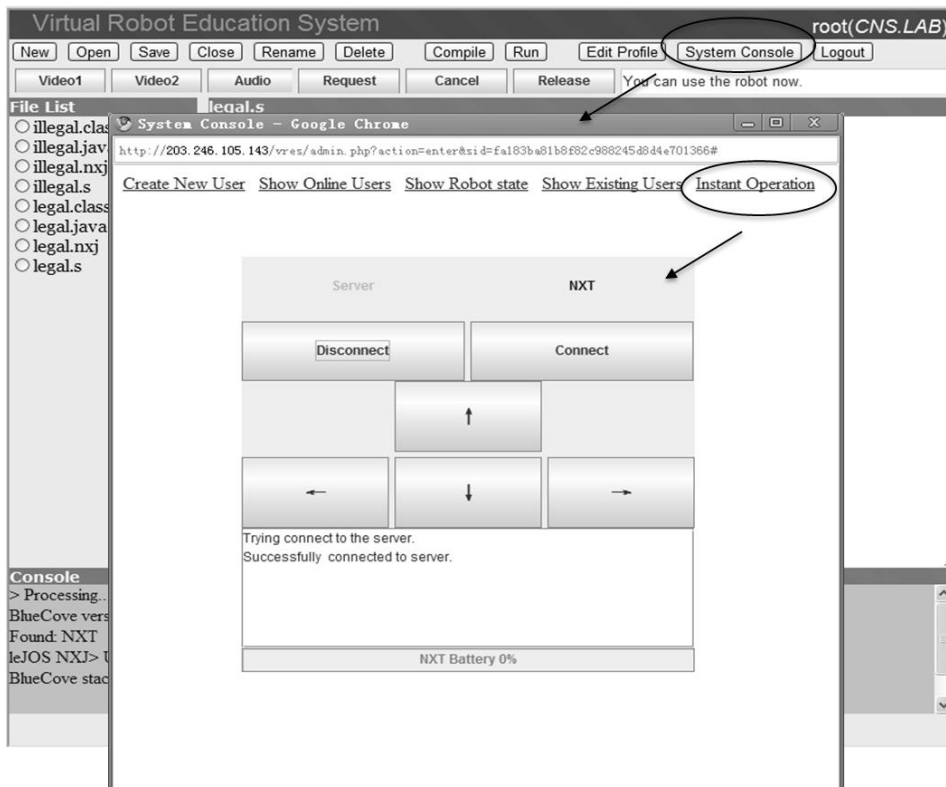 Virtual Robot Education System
root(CNS.LAB)
New Open Save Close Rename Delete Compile Run Edit Profile System Console Logout
Video1 Video2 Audio Request Cancel Release You can use the robot now.
File List legal.s
illegal.clas
illegal.jav
illegal.nxj
illegal.s
legal.class
legal.java
legal.nxj
legal.s
System Console - Google Chrome
http://203.246.105.143/vres/admin.php?action=enter&sid=fa183ba81b8f82c988245d8d4e701366#
Create New User Show Online Users Show Robot state Show Existing Users Instant Operation
Server NXT
Disconnect Connect
↑
← ↓ →
Trying connect to the server.
Successfully connected to server.
NXT Battery 0%
Console
> Processing..
BlueCove vers
Found: NXT
leJOS NXJ> U
BlueCove stac